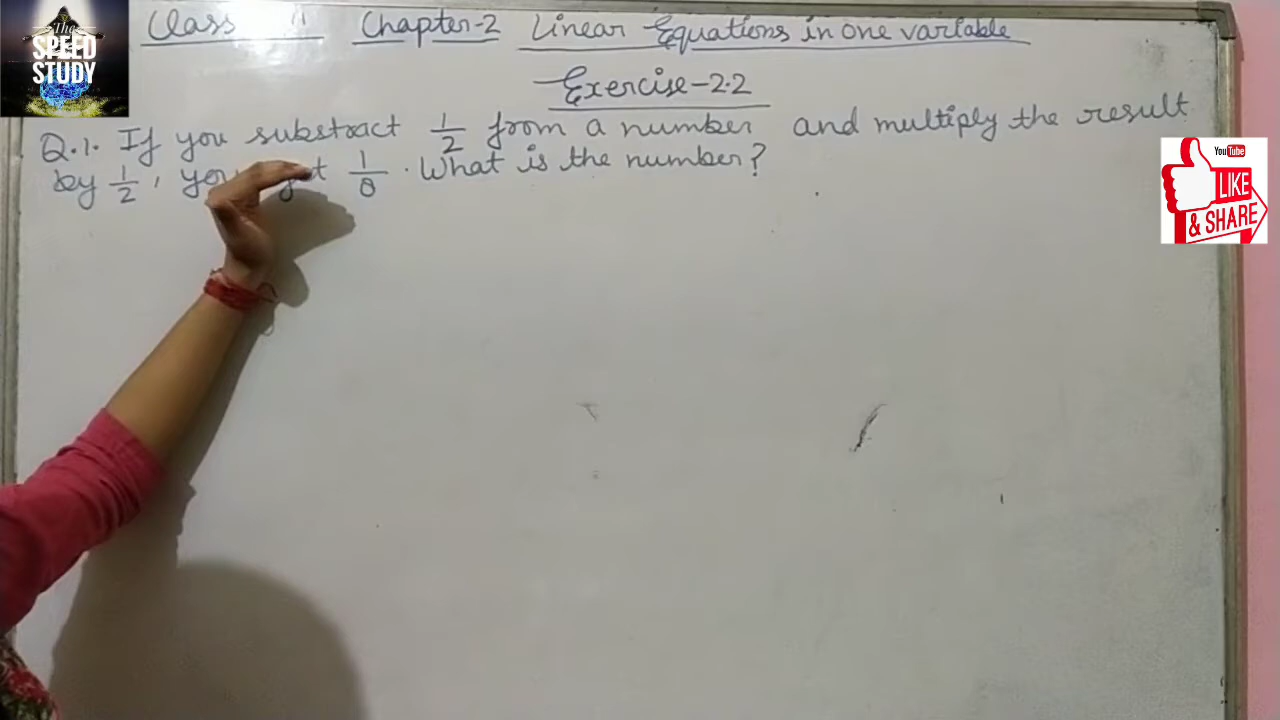 The
SPEED
STUDY
Class 11 Chapter-2 Linear Equations in one variable
Exercise-2.2
Q.1. If you substract 1/2 from a number and multiply the result
by 1/2, you get 1/8. What is the number?
YouTube
LIKE
& SHARE